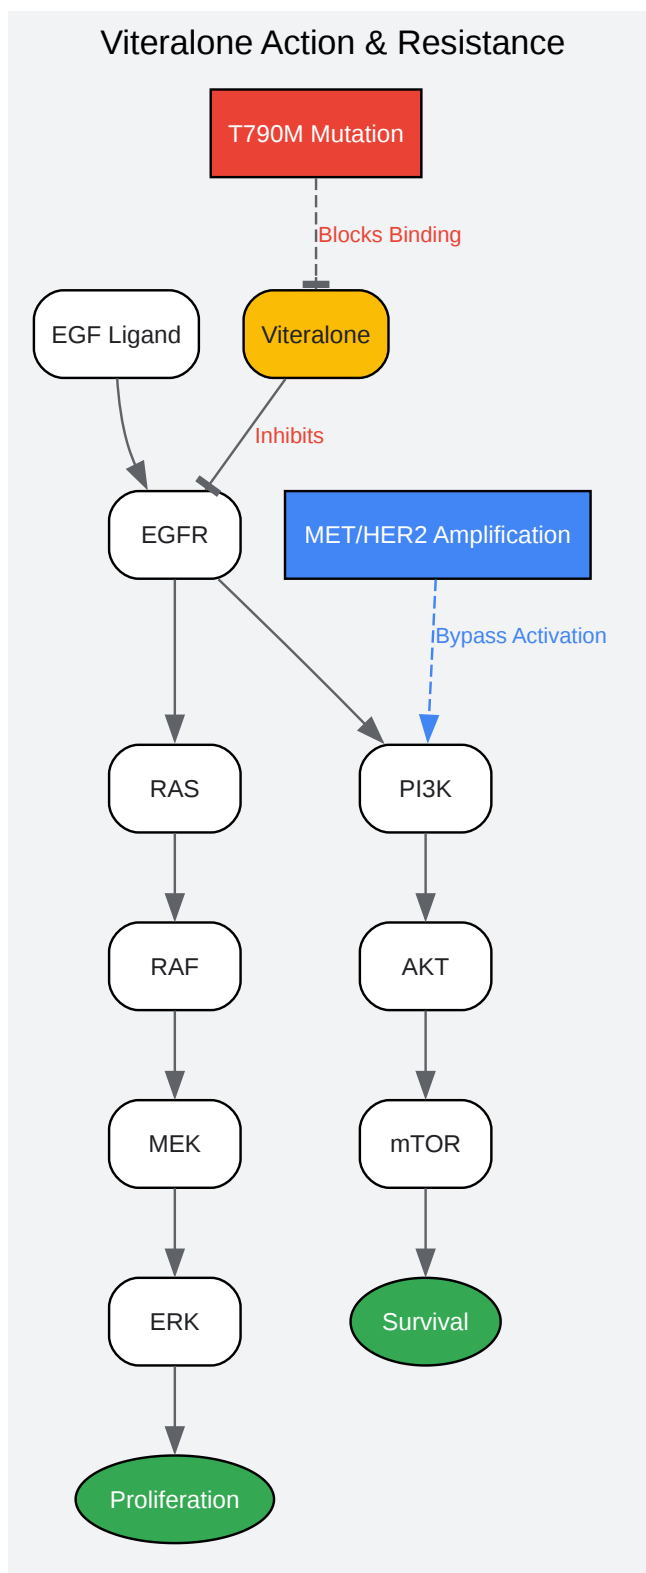 Viteralone Action & Resistance
T790M Mutation
Blocks Binding
EGF Ligand
Viteralone
Inhibits
EGFR
MET/HER2 Amplification
Bypass Activation
RAS
PI3K
RAF
AKT
MEK
mTOR
ERK
Survival
Proliferation